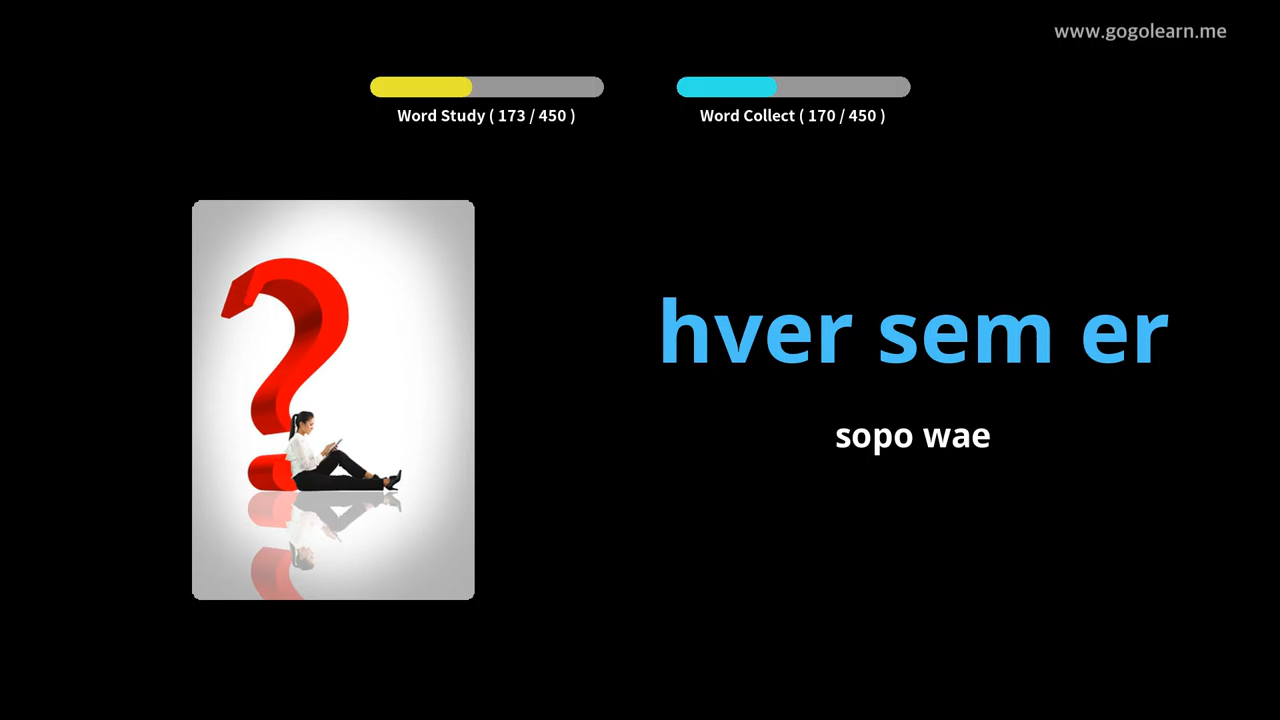 www.gogolearn.me
Word Study ( 173 / 450 )
Word Collect ( 170 / 450 )
hver sem er
sopo wae